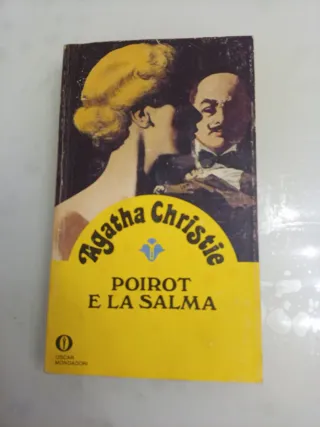 Agatha Christie
POIROT
E LA SALMA
OSCAR
MONDADORI